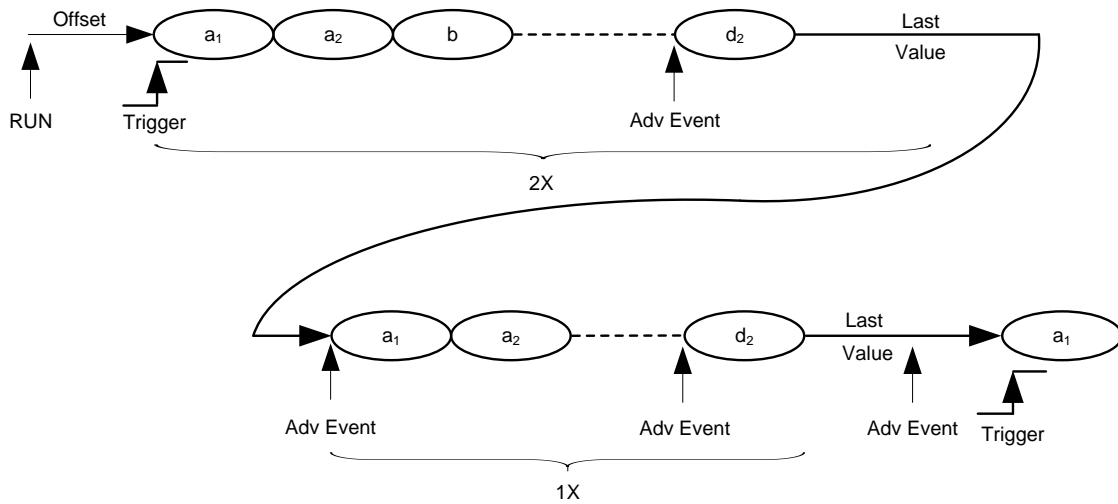 Offset
a₁ a₂ b d₂ Last
Value
RUN Trigger Adv Event
2X
a₁ a₂ d₂ Last a₁
Value
Adv Event Adv Event Adv Event Trigger
1X